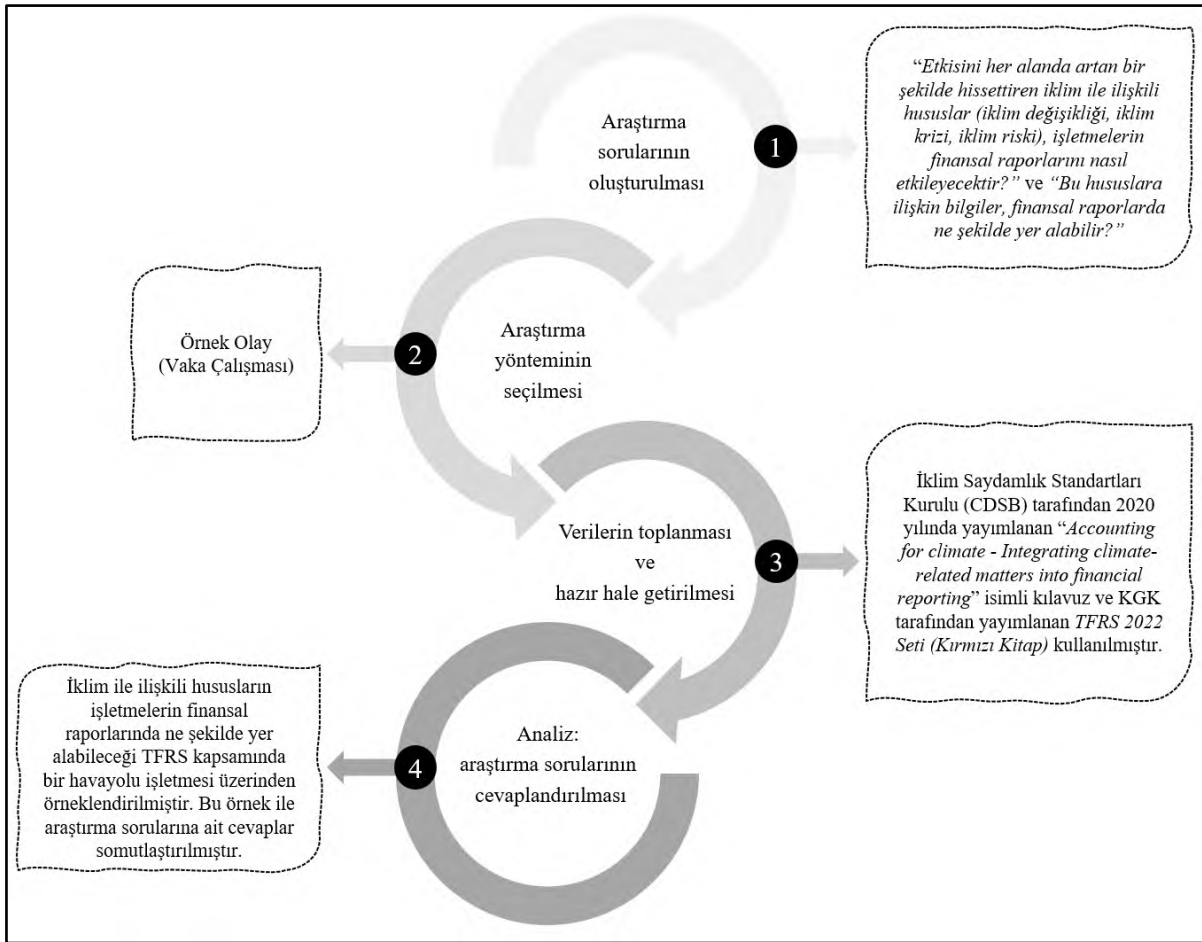 Araştırma
sorularının
oluşturulması
1
“Etkisini her alanda artan bir
şekilde hissettiren iklim ile ilişkili
hususlar (iklim değişikliği, iklim
krizi, iklim riski), işletmelerin
finansal raporlarını nasıl
etkileyecektir?” ve “Bu hususlara
ilişkin bilgiler, finansal raporlarda
ne şekilde yer alabilir?”
Örnek Olay
(Vaka Çalışması)
2
Araştırma
yönteminin
seçilmesi
Verilerin toplanması
ve
hazır hale getirilmesi
3
İklim Saydamlık Standartları
Kurulu (CDSB) tarafından 2020
yılında yayımlanan “Accounting
for climate - Integrating climate-
related matters into financial
reporting” isimli kılavuz ve KGK
tarafından yayımlanan TFRS 2022
Seti (Kırmızı Kitap) kullanılmıştır.
İklim ile ilişkili hususların
işletmelerin finansal
raporlarında ne şekilde yer
alabileceği TFRS kapsamında
bir havayolu işletmesi üzerinden
örneklendirilmiştir. Bu örnek ile
araştırma sorularına ait cevaplar
somutlaştırılmıştır.
4
Analiz:
araştırma sorularının
cevaplandırılması